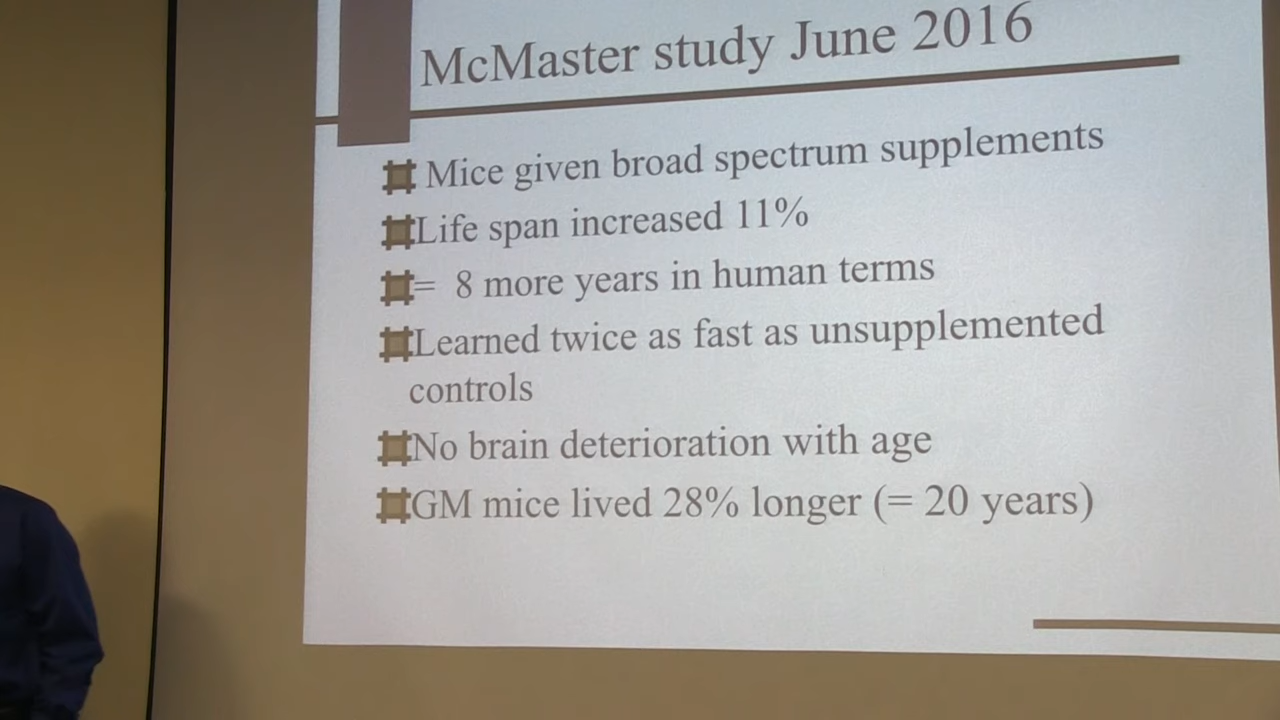 McMaster study June 2016
Mice given broad spectrum supplements
Life span increased 11%
= 8 more years in human terms
Learned twice as fast as unsupplemented
controls
No brain deterioration with age
GM mice lived 28% longer (= 20 years)